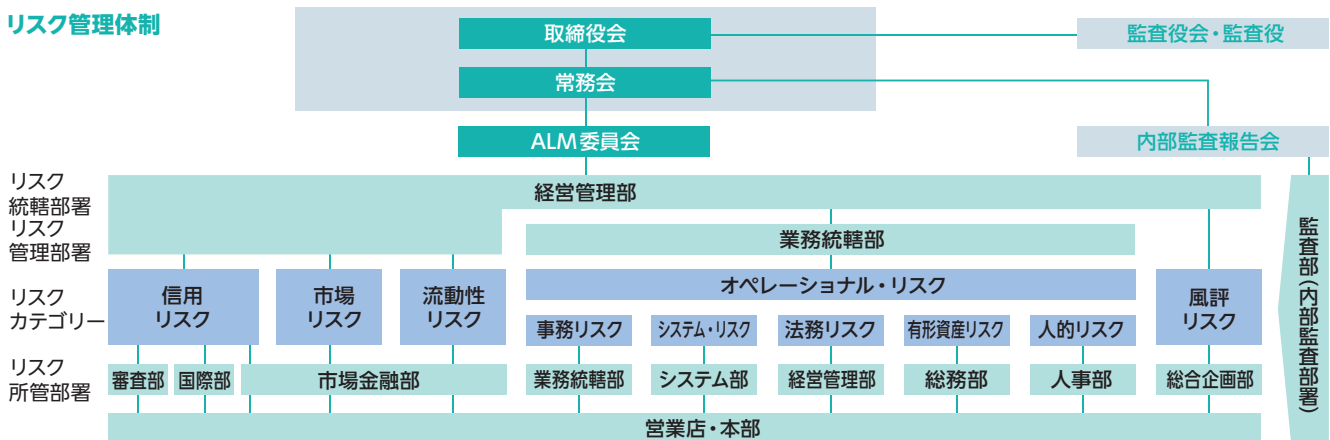 リスク管理体制
取締役会
監査役会・監査役
常務会
ALM委員会
内部監査報告会
リスク
統轄部署
経営管理部
リスク
管理部署
業務統轄部
監査部(内部監査部署)
リスク
カテゴリー
信用
リスク
市場
リスク
流動性
リスク
オペレーショナル・リスク
風評
リスク
事務リスク
システム・リスク
法務リスク
有形資産リスク
人的リスク
リスク
所管部署
審査部
国際部
市場金融部
業務統轄部
システム部
経営管理部
総務部
人事部
総合企画部
営業店・本部